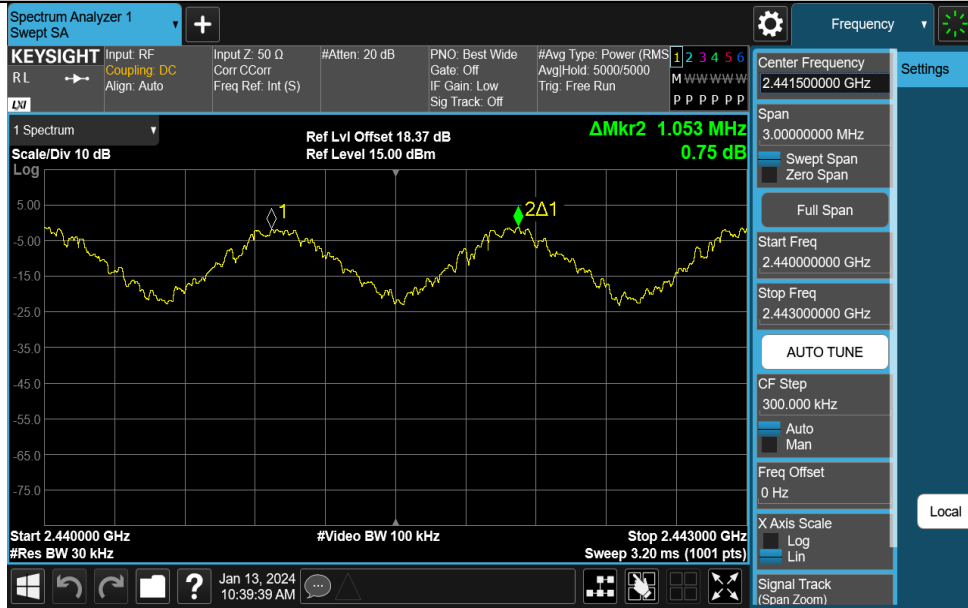 Spectrum Analyzer 1
Swept SA
+
Frequency
KEYSIGHT
RL
LXI
Input: RF
Coupling: DC
Align: Auto
Input Z: 50 Ω
Corr CCorr
Freq Ref: Int (S)
#Atten: 20 dB
PNO: Best Wide
Gate: Off
IF Gain: Low
Sig Track: Off
#Avg Type: Power (RMS
Avg|Hold: 5000/5000
Trig: Free Run
1 2 3 4 5 6
M W W W W W
P P P P P P
1 Spectrum
Scale/Div 10 dB
Log
Ref Lvl Offset 18.37 dB
Ref Level 15.00 dBm
ΔMkr2 1.053 MHz
0.75 dB
1
2Δ1
5.00
-5.00
-15.0
-25.0
-35.0
-45.0
-55.0
-65.0
-75.0
Start 2.440000 GHz
#Video BW 100 kHz
Stop 2.443000 GHz
#Res BW 30 kHz
Sweep 3.20 ms (1001 pts)
?
Jan 13, 2024
10:39:39 AM
Center Frequency
2.441500000 GHz
Span
3.00000000 MHz
Swept Span
Zero Span
Full Span
Start Freq
2.440000000 GHz
Stop Freq
2.443000000 GHz
AUTO TUNE
CF Step
300.000 kHz
Auto
Man
Freq Offset
0 Hz
X Axis Scale
Log
Lin
Signal Track
(Span Zoom)
Settings
Local